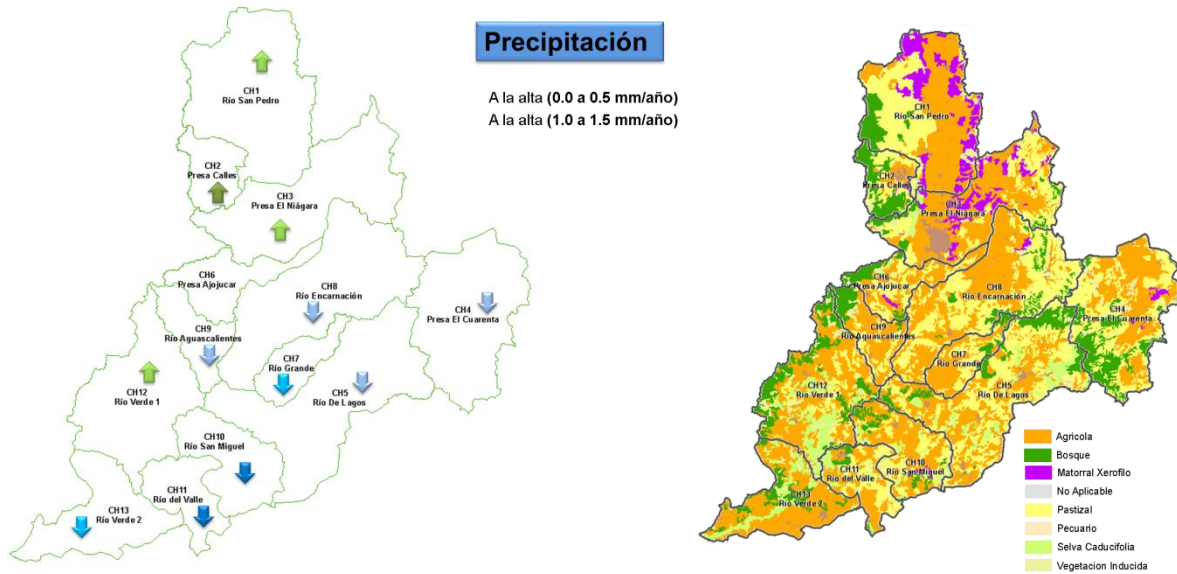 Precipitación
A la alta (0.0 a 0.5 mm/año)
A la alta (1.0 a 1.5 mm/año)
CH1
Río San Pedro
CH2
Presa Calles
CH3
Presa El Niágara
CH6
Presa Ajojucar
CH8
Río Encarnación
CH4
Presa El Cuarenta
CH9
Río Aguascalientes
CH7
Río Grande
CH5
Río De Lagos
CH12
Río Verde 1
CH10
Río San Miguel
CH11
Río del Valle
CH13
Río Verde 2
CH1
Río San Pedro
CH2
Presa Calles
CH3
Presa El Niágara
CH6
Presa Ajojucar
CH8
Río Encarnación
CH4
Presa El Cuarenta
CH9
Río Aguascalientes
CH7
Río Grande
CH5
Río De Lagos
CH12
Río Verde 1
CH10
Río San Miguel
CH11
Río del Valle
CH13
Río Verde 2
Agricola
Bosque
Matorral Xerofilo
No Aplicable
Pastizal
Pecuario
Selva Caducifolia
Vegetacion Inducida